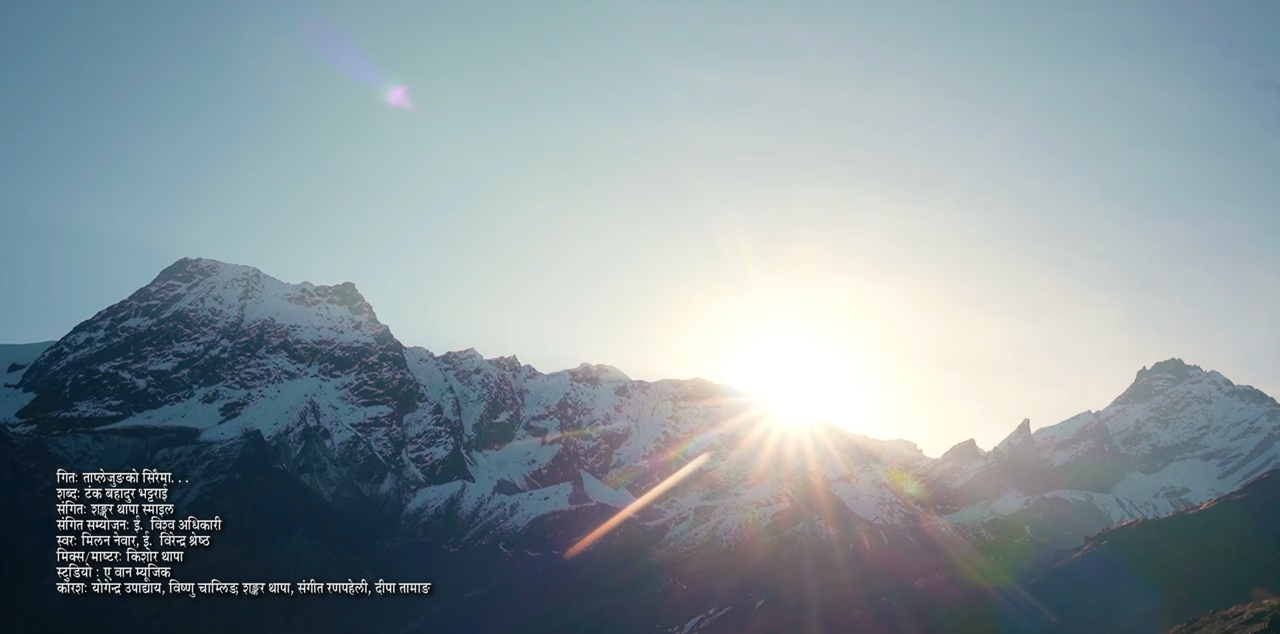 गितः ताप्लेजुङको सिरैमा. . .
शब्दः टंक बहादुर भट्टराई
संगितः शङ्कर थापा स्माइल
संगित सम्योजनः ई. विश्व अधिकारी
स्वरः मिलन नेवार, ई. विरेन्द्र श्रेष्ठ
मिक्स/माष्टरः किशोर थापा
स्टुडियो : ए वान म्यूजिक
कोरशः योगेन्द्र उपाद्याय, विष्णु चाम्लिङ, शङ्कर थापा, संगीत रणपहेली, दीपा तामाङ